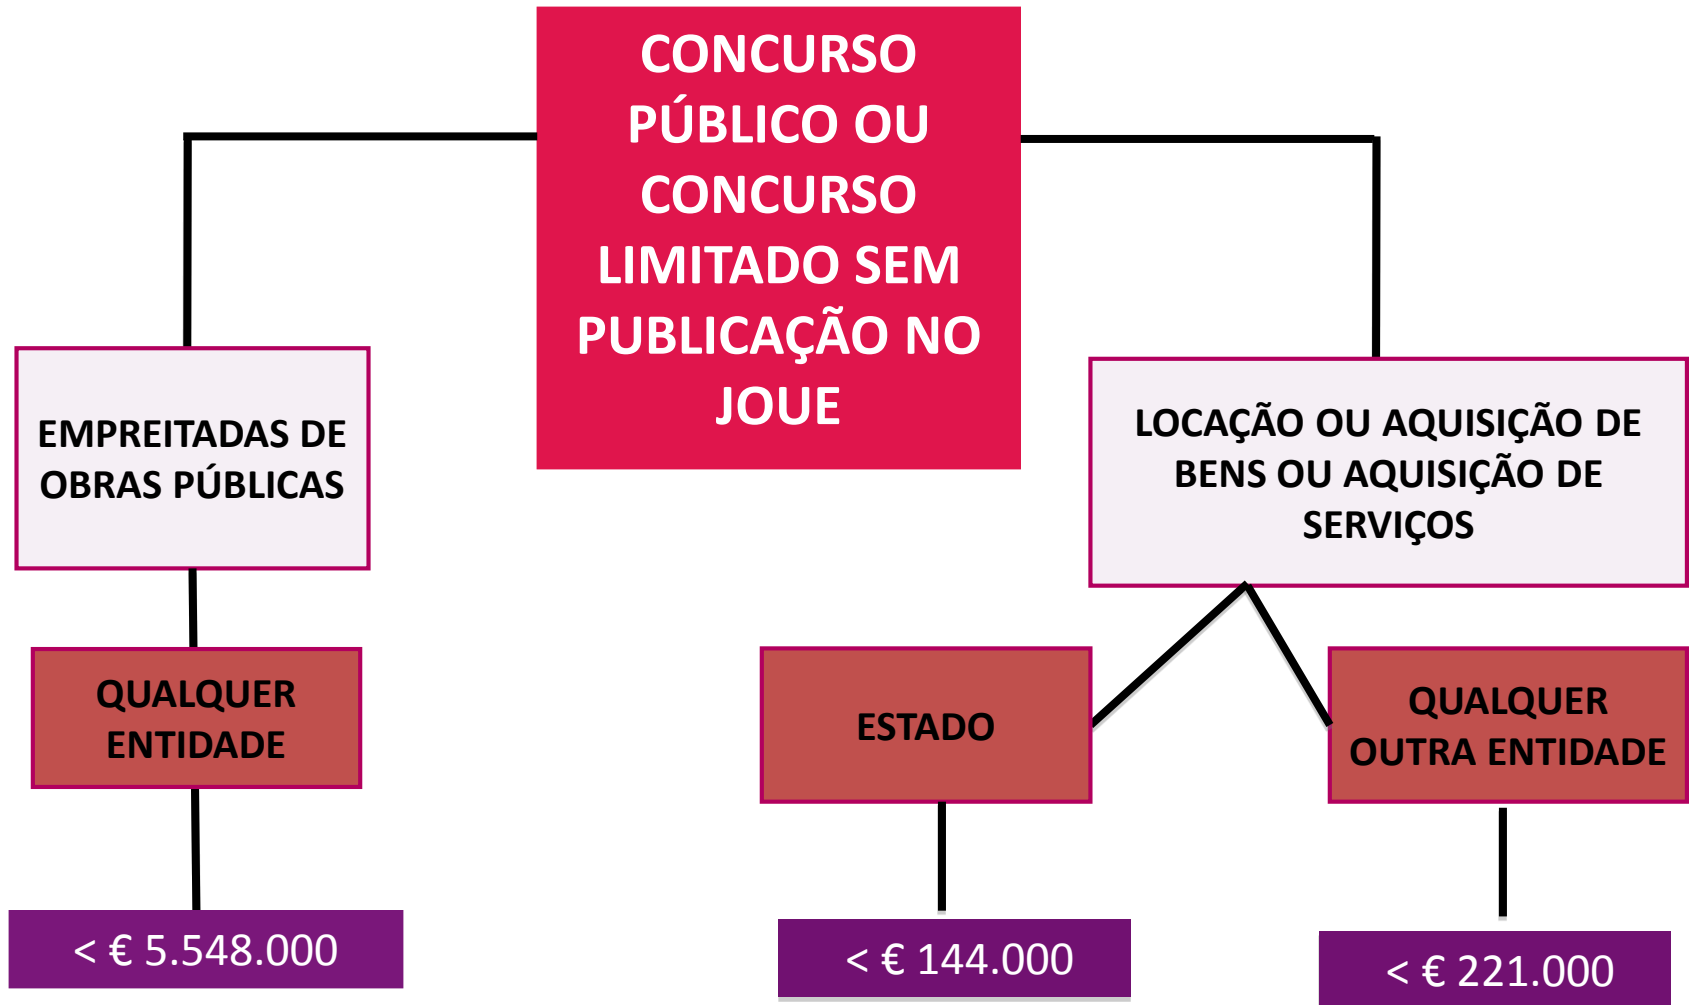 CONCURSO
PÚBLICO OU
CONCURSO
LIMITADO SEM
PUBLICAÇÃO NO
JOUE
EMPREITADAS DE
OBRAS PÚBLICAS
LOCAÇÃO OU AQUISIÇÃO DE
BENS OU AQUISIÇÃO DE
SERVIÇOS
QUALQUER
ENTIDADE
ESTADO
QUALQUER
OUTRA ENTIDADE
< € 5.548.000
< € 144.000
< € 221.000